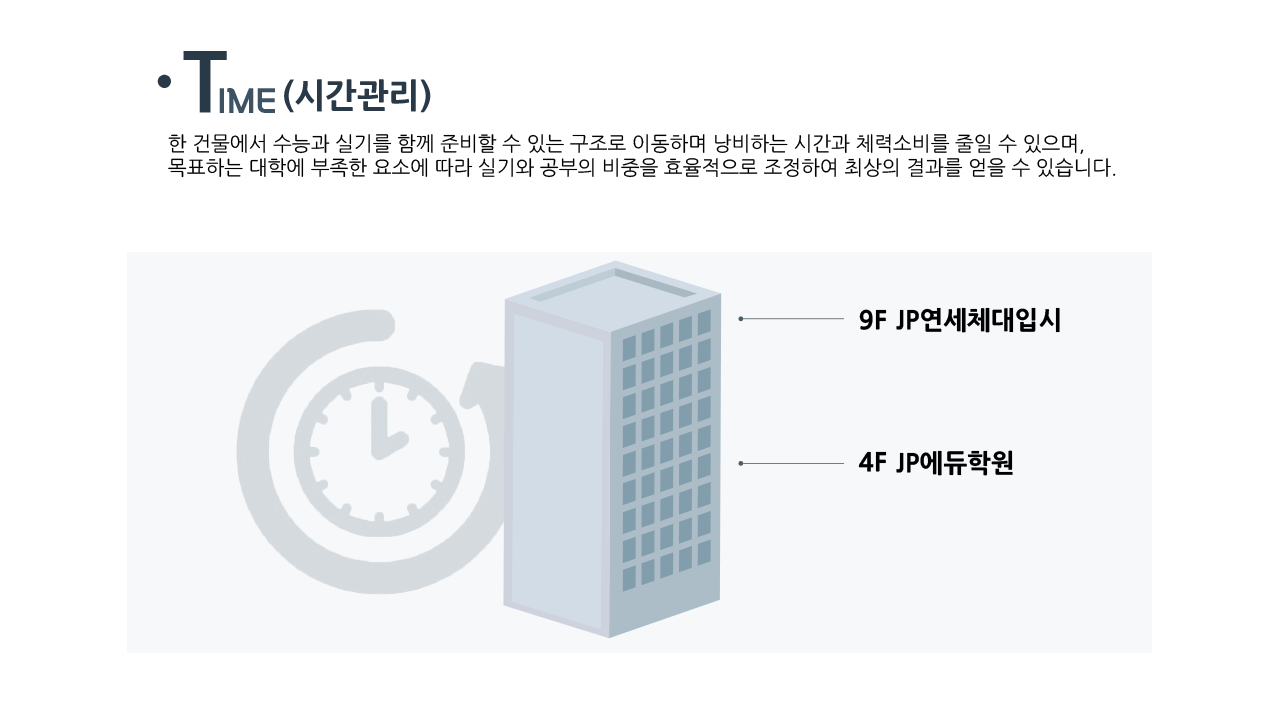 • TIME (시간관리)
한 건물에서 수능과 실기를 함께 준비할 수 있는 구조로 이동하며 낭비하는 시간과 체력소비를 줄일 수 있으며,
목표하는 대학에 부족한 요소에 따라 실기와 공부의 비중을 효율적으로 조정하여 최상의 결과를 얻을 수 있습니다.
9F JP연세체대입시
4F JP에듀학원